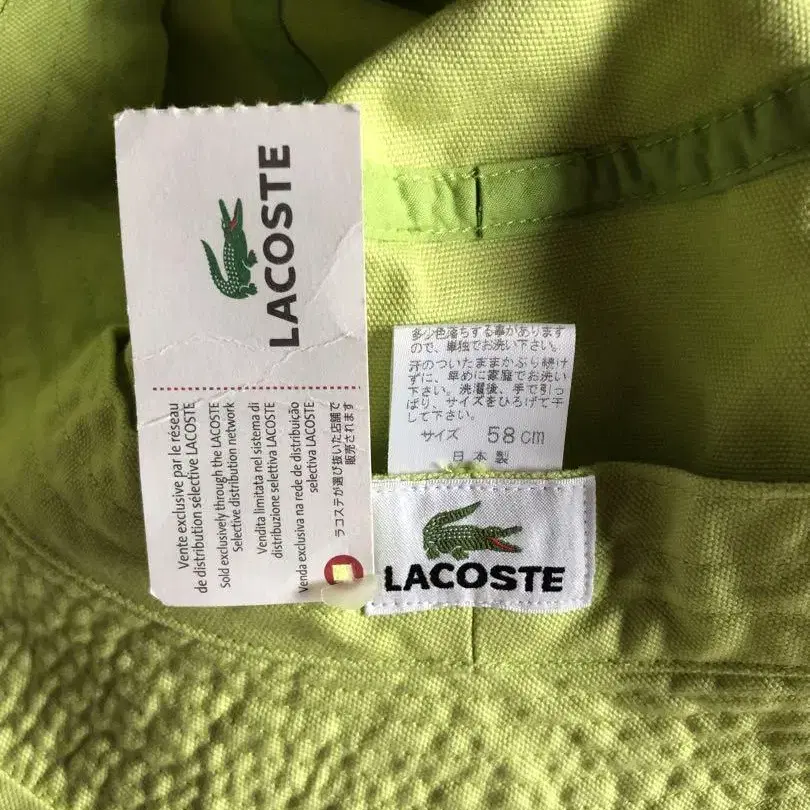 LACOSTE
Vente exclusive par le réseau
de distribution sélective LACOSTE
Sold exclusively through the LACOSTE
Selective distribution network
Vendita limitata nel sistema di
distribuzione selettiva LACOSTE
Venda exclusiva na rede de distribuição
selectiva LACOSTE
ラコステが選び抜いた店舗で
販売されます
多少色落ちする事があります
ので、単独でお洗い下さい。
汗のついたままかぶり続け
ずに、早めに家庭でお洗い
下さい。洗濯後、手で引っ
ぱり、サイズをひろげて干
して下さい。
サイズ 58cm
日本製
LACOSTE